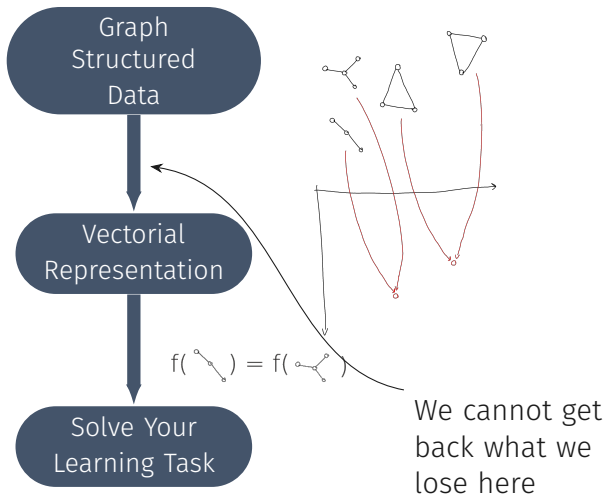 Graph
Structured
Data
Vectorial
Representation
f( ) = f( )
Solve Your
Learning Task
We cannot get
back what we
lose here